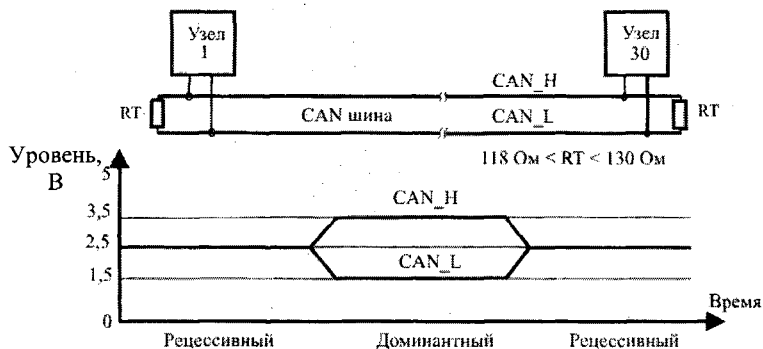 Узел
1
Узел
30
CAN_H
RT
CAN шина
CAN_L
RT
118 Ом < RT < 130 Ом
Уровень,
В
5
CAN_H
3,5
2,5
CAN_L
1,5
Время
0
Рецессивный
Доминантный
Рецессивный